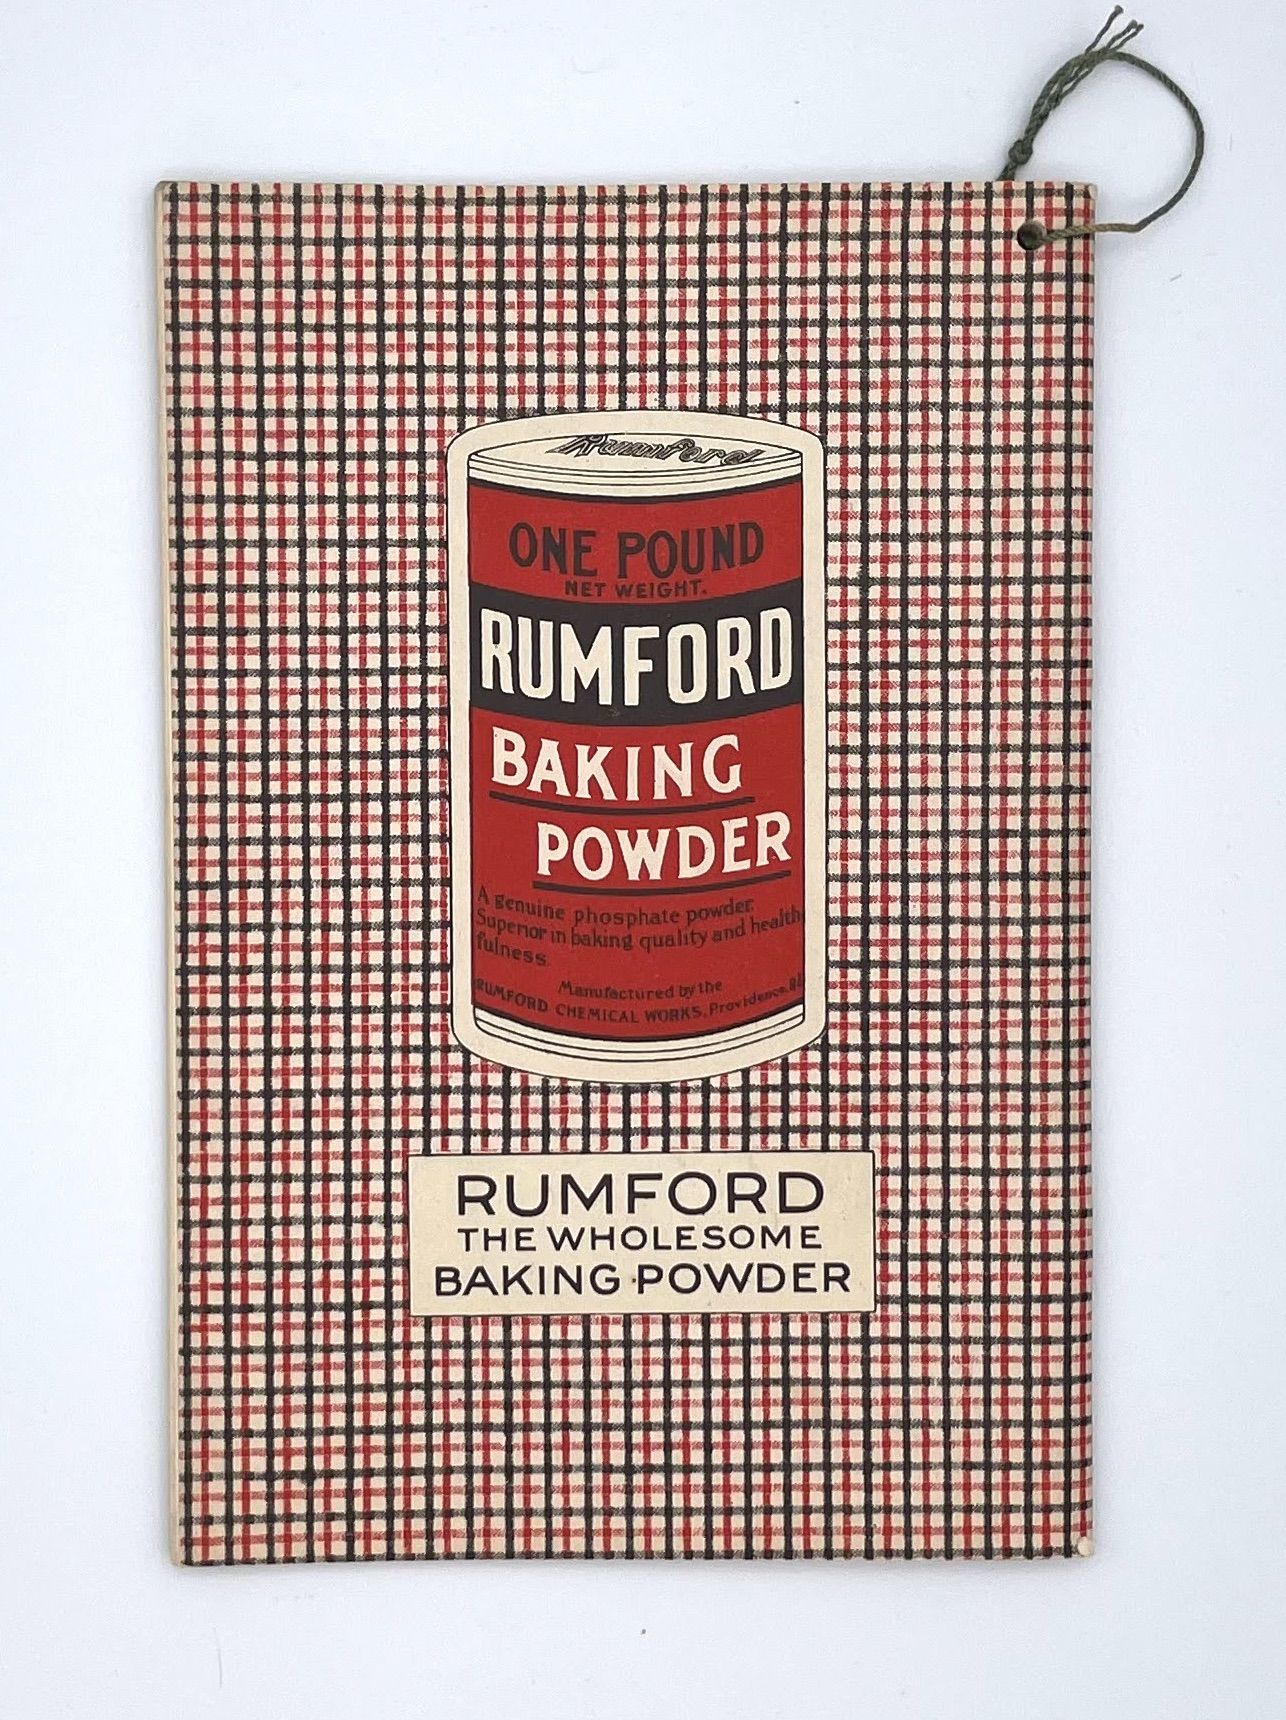 Rumford
ONE POUND
NET WEIGHT.
RUMFORD
BAKING
POWDER
A genuine phosphate powder.
Superior in baking quality and health
fulness.
Manufactured by the
RUMFORD CHEMICAL WORKS, Providence, R.I.
RUMFORD
THE WHOLESOME
BAKING POWDER